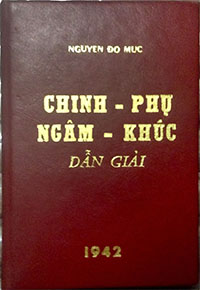 NGUYEN ĐO MUC
CHINH - PHỤ
NGÂM - KHÚC
DẪN GIẢI
1942